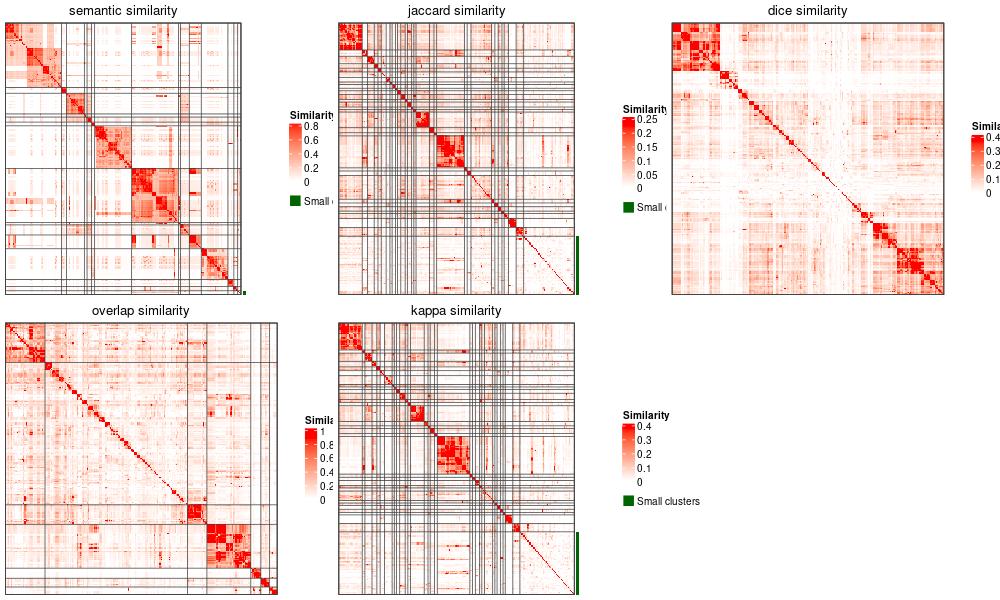 semantic similarity
Similarity
0.8
0.6
0.4
0.2
0
Small
jaccard similarity
Similarity
0.25
0.2
0.15
0.1
0.05
0
Small
dice similarity
Simila
0.4
0.3
0.2
0.1
0
overlap similarity
Simila
1
0.8
0.6
0.4
0.2
0
kappa similarity
Similarity
0.4
0.3
0.2
0.1
0
Small clusters